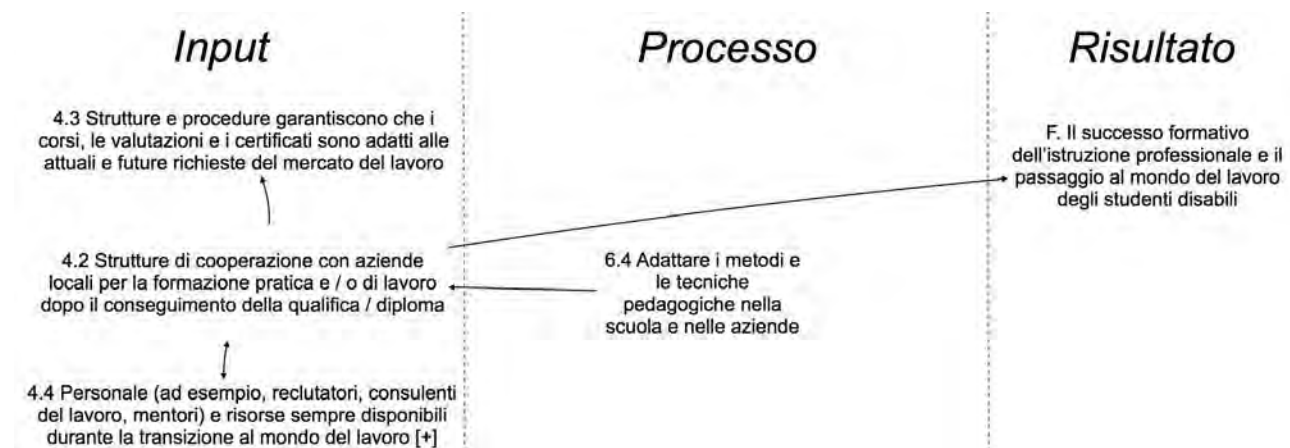 Input
Processo
Risultato
4.3 Strutture e procedure garantiscono che i
corsi, le valutazioni e i certificati sono adatti alle
attuali e future richieste del mercato del lavoro
F. Il successo formativo
dell'istruzione professionale e il
passaggio al mondo del lavoro
degli studenti disabili
4.2 Strutture di cooperazione con aziende
locali per la formazione pratica e / o di lavoro
dopo il conseguimento della qualifica / diploma
6.4 Adattare i metodi e
le tecniche
pedagogiche nella
scuola e nelle aziende
4.4 Personale (ad esempio, reclutatori, consulenti
del lavoro, mentori) e risorse sempre disponibili
durante la transizione al mondo del lavoro [+]